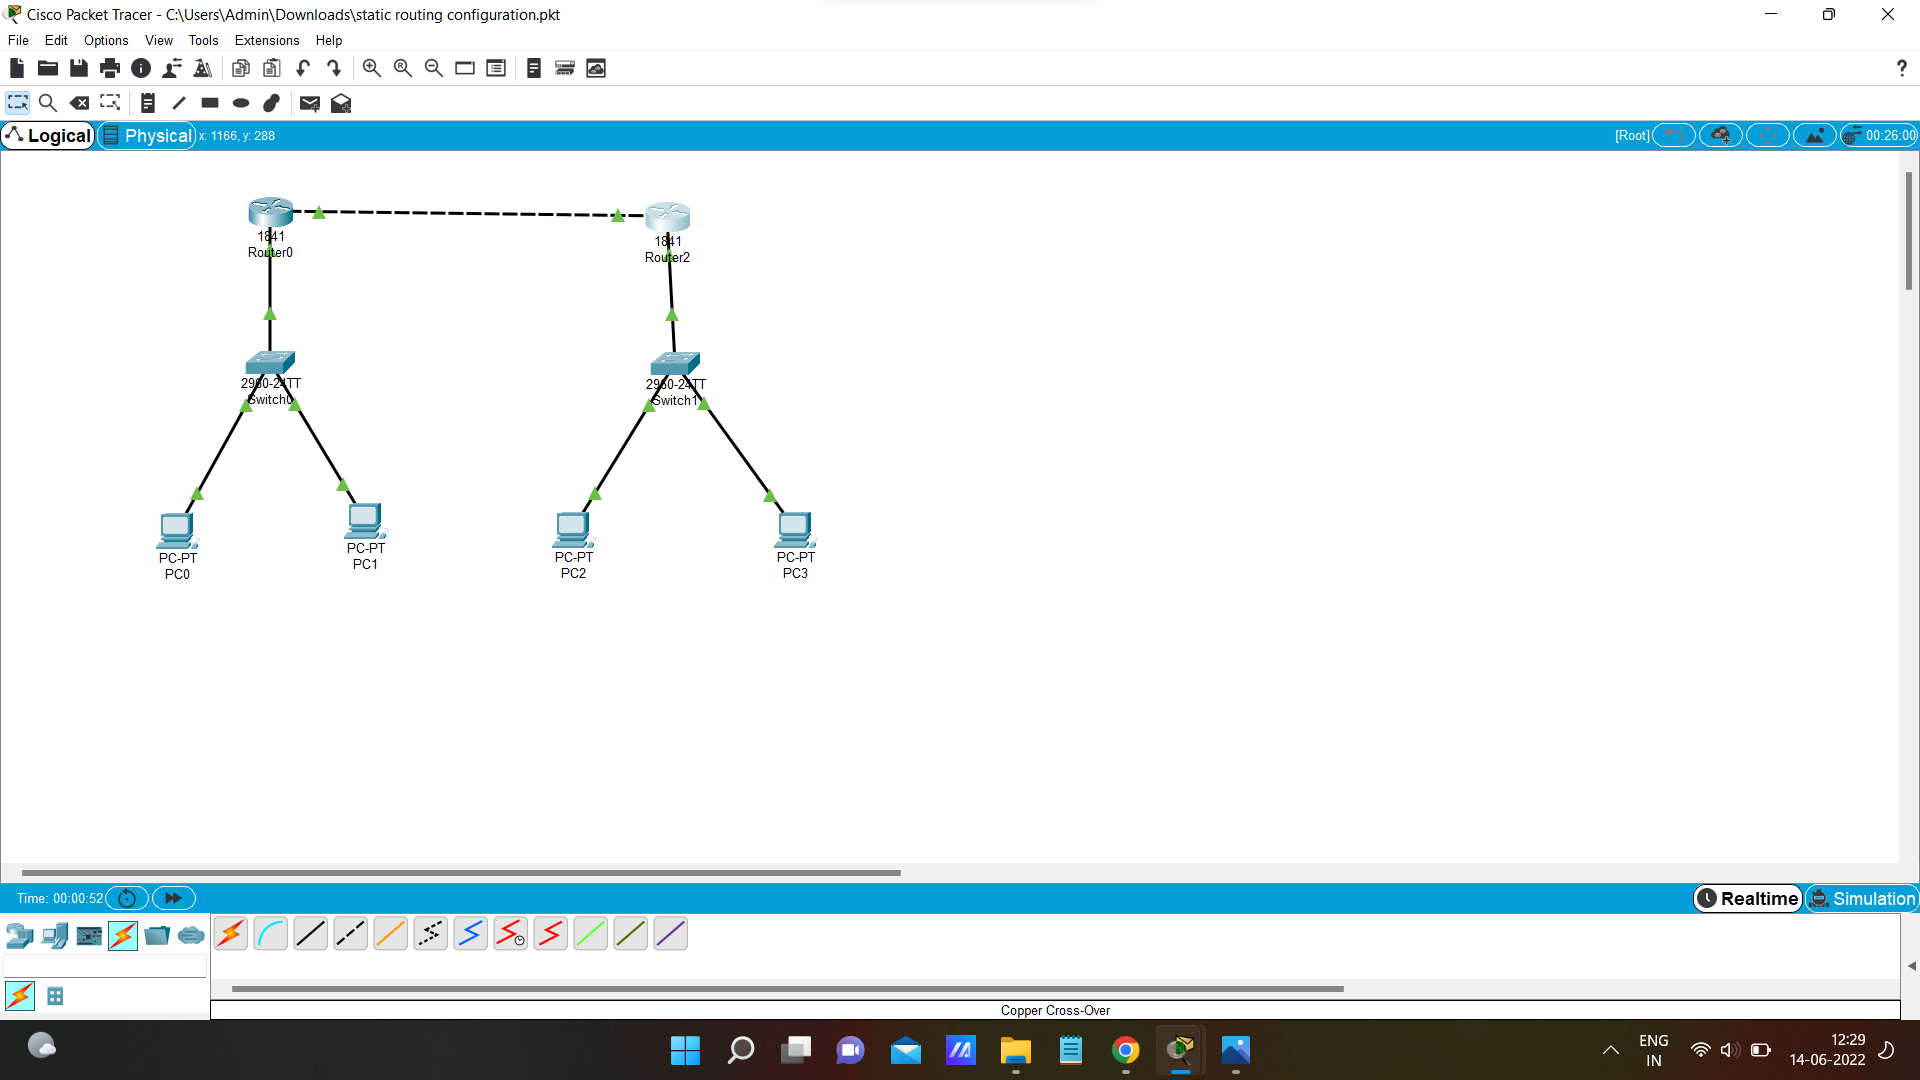 Cisco Packet Tracer - C:\Users\Admin\Downloads\static routing configuration.pkt
File Edit Options View Tools Extensions Help
?
Logical Physical x: 1166, y: 288 [Root] 00:26:00
1841
Router0
1841
Router2
2960-24TT
Switch0
2960-24TT
Switch1
PC-PT
PC0
PC-PT
PC1
PC-PT
PC2
PC-PT
PC3
Time: 00:00:52 Realtime Simulation
Copper Cross-Over
ENG
IN
12:29
14-06-2022